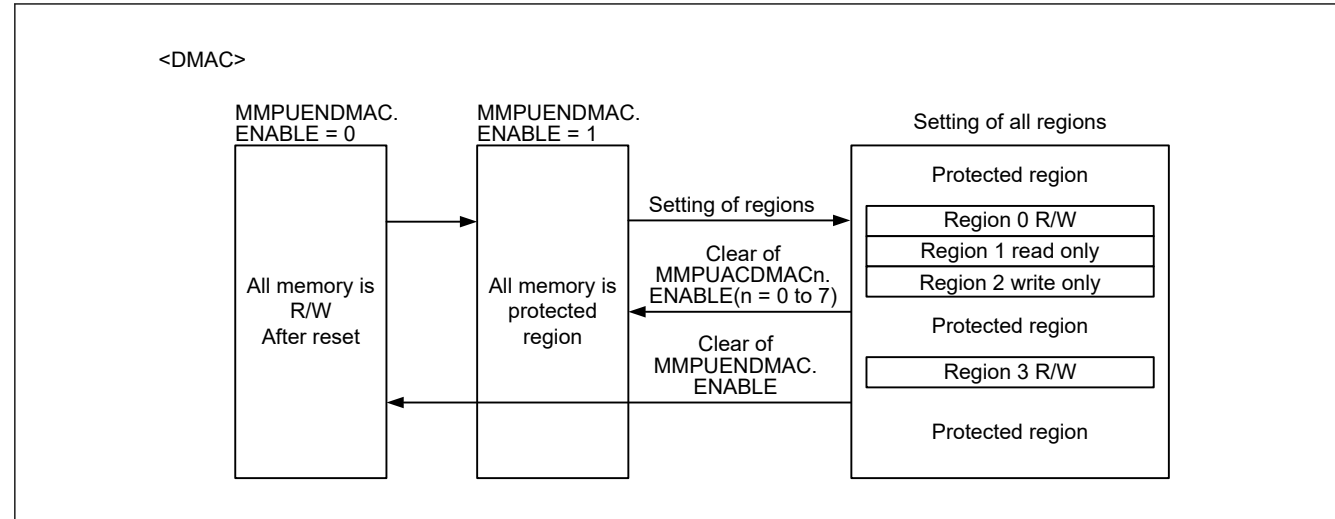 <DMAC>
MMPUENDMAC.
ENABLE = 0
MMPUENDMAC.
ENABLE = 1
Setting of all regions
All memory is
R/W
After reset
All memory is
protected
region
Setting of regions
Clear of
MMPUACDMACn.
ENABLE(n = 0 to 7)
Clear of
MMPUENDMAC.
ENABLE
Protected region
Region 0 R/W
Region 1 read only
Region 2 write only
Protected region
Region 3 R/W
Protected region